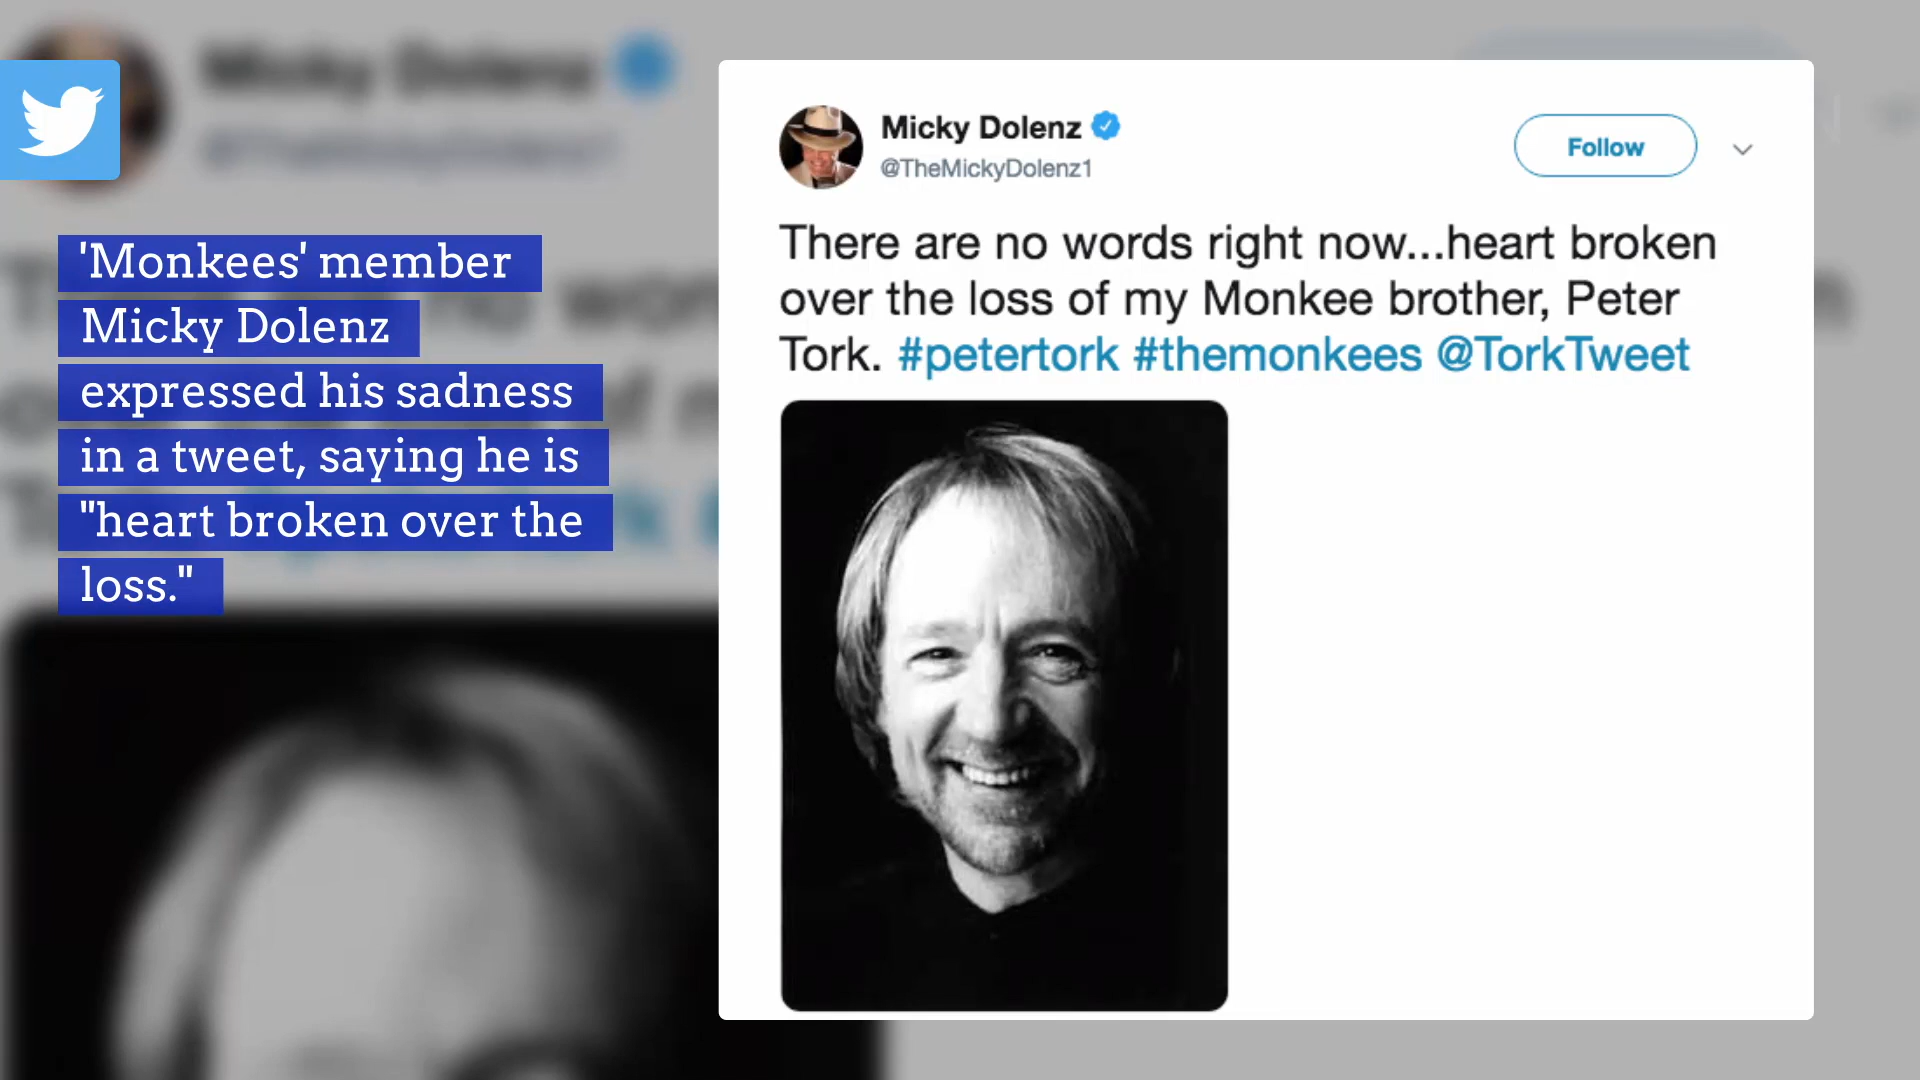 'Monkees' member
Micky Dolenz
expressed his sadness
in a tweet, saying he is
"heart broken over the
loss."
Micky Dolenz
@TheMickyDolenz1
Follow
There are no words right now...heart broken
over the loss of my Monkee brother, Peter
Tork. #petertork #themonkees @TorkTweet